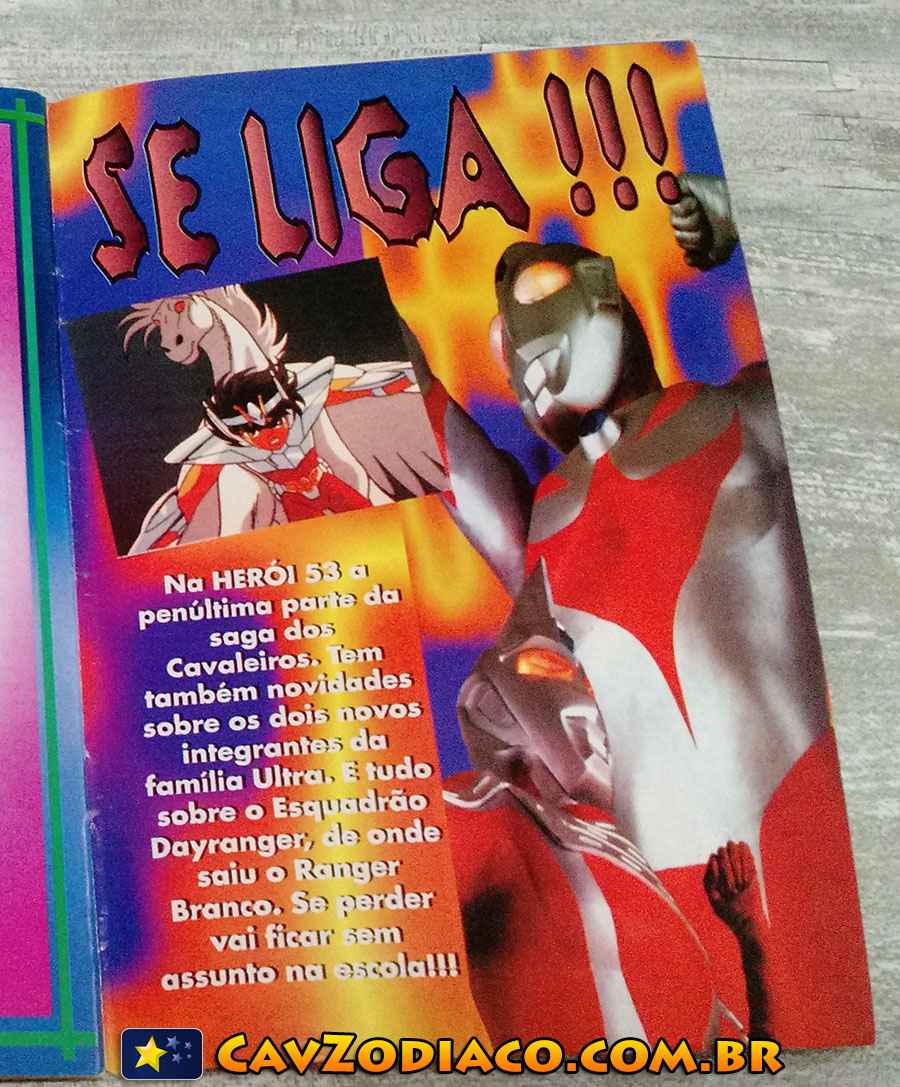 SE LIGA !!!
Na HERÓI 53 a
penúltima parte da
saga dos
Cavaleiros. Tem
também novidades
sobre os dois novos
integrantes da
família Ultra. E tudo
sobre o Esquadrão
Dayranger, de onde
saiu o Ranger
Branco. Se perder
vai ficar sem
assunto na escola!!!
CAVZODIACO.COM.BR